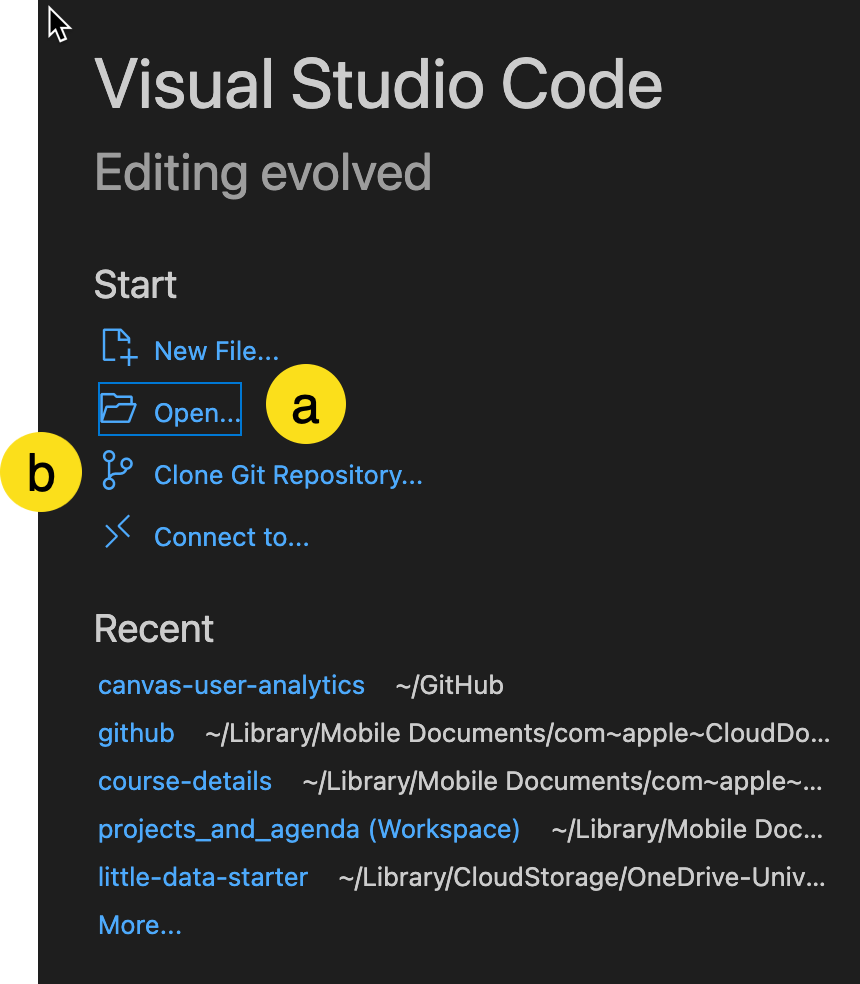 Visual Studio Code
Editing evolved
Start
New File...
Open...
a
b
Clone Git Repository...
Connect to...
Recent
canvas-user-analytics ~/GitHub
github ~/Library/Mobile Documents/com~apple~CloudDo...
course-details ~/Library/Mobile Documents/com~apple~...
projects_and_agenda (Workspace) ~/Library/Mobile Doc...
little-data-starter ~/Library/CloudStorage/OneDrive-Univ...
More...